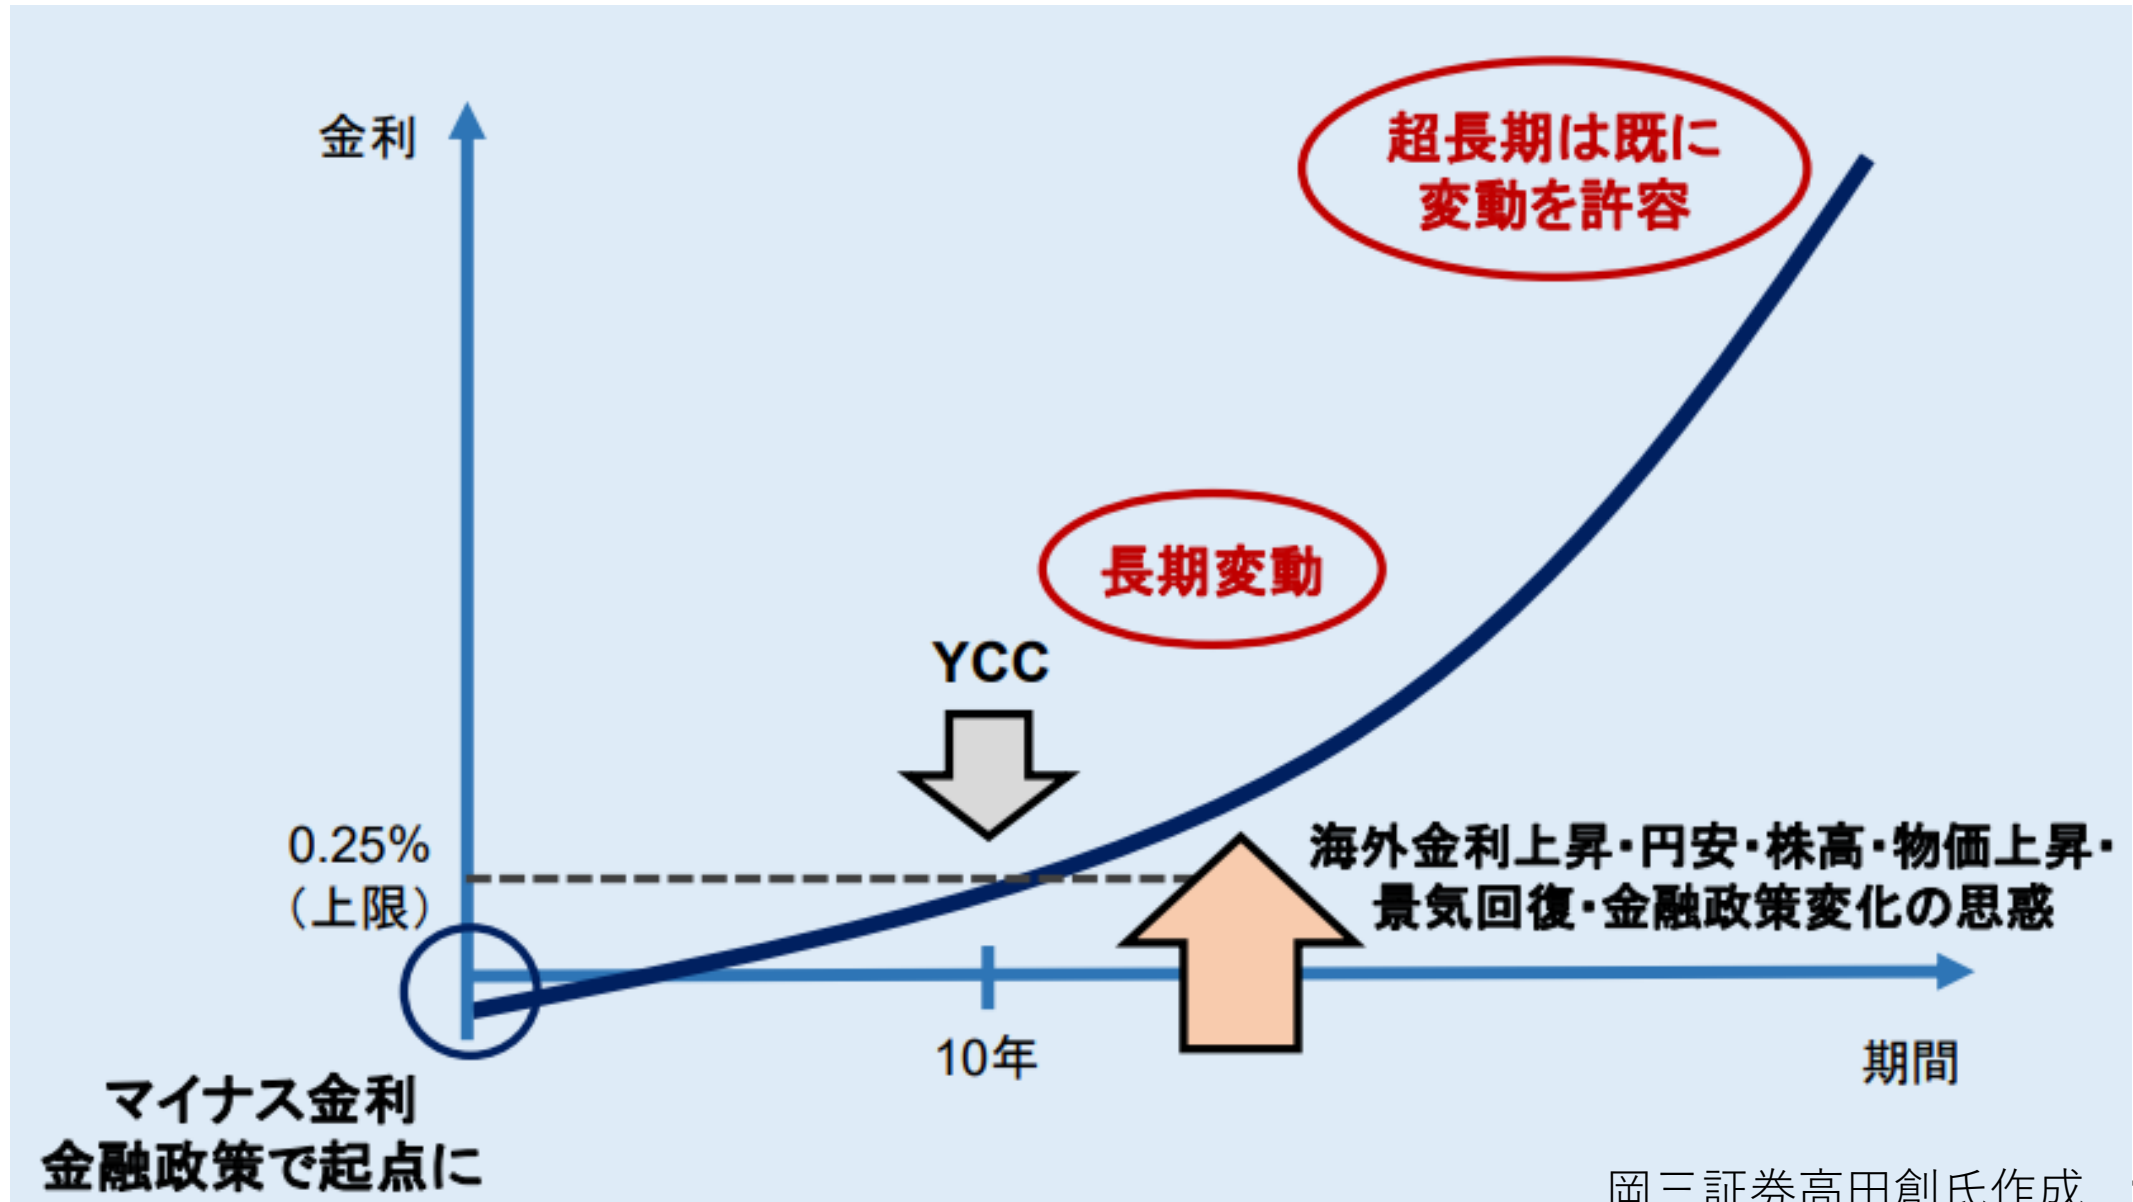 金利
超長期は既に
変動を許容
長期変動
YCC
0.25%
（上限）
海外金利上昇・円安・株高・物価上昇・
景気回復・金融政策変化の思惑
10年
期間
マイナス金利
金融政策で起点に
岡三証券高田創氏作成